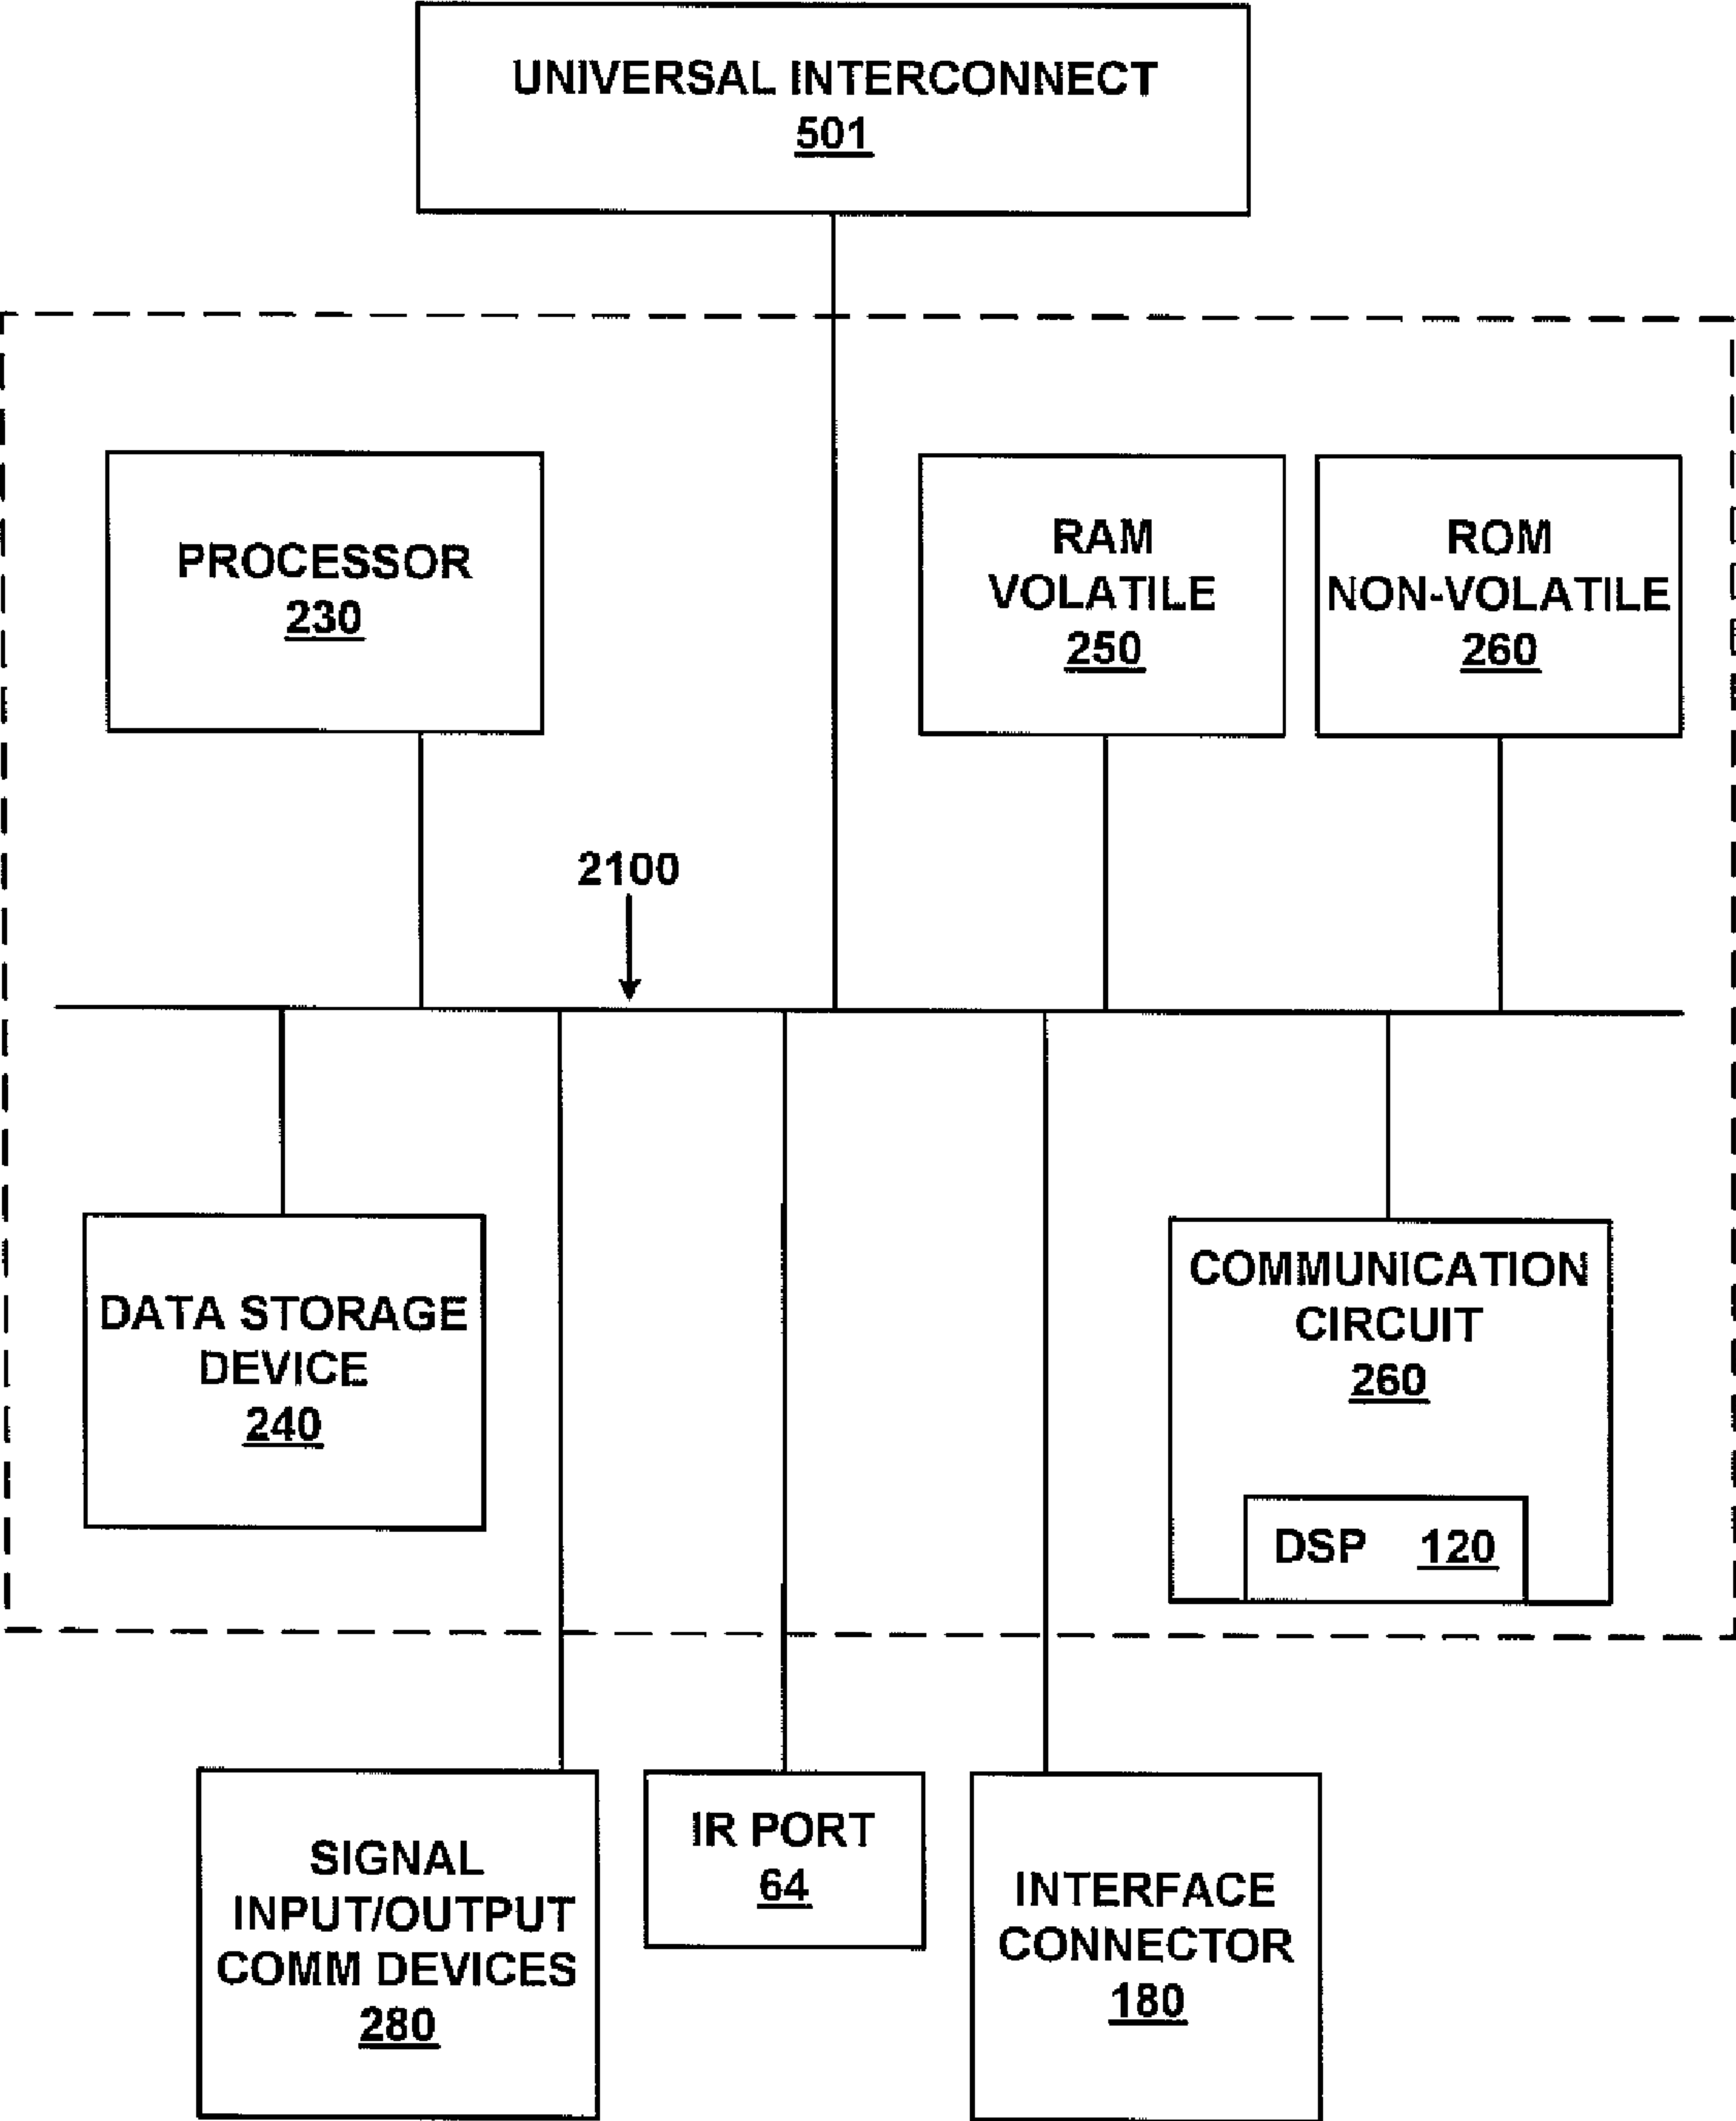 UNIVERSAL INTERCONNECT
501
PROCESSOR
230
RAM
VOLATILE
250
ROM
NON-VOLATILE
260
2100
DATA STORAGE
DEVICE
240
COMMUNICATION
CIRCUIT
260
DSP 120
SIGNAL
INPUT/OUTPUT
COMM DEVICES
280
IR PORT
64
INTERFACE
CONNECTOR
180